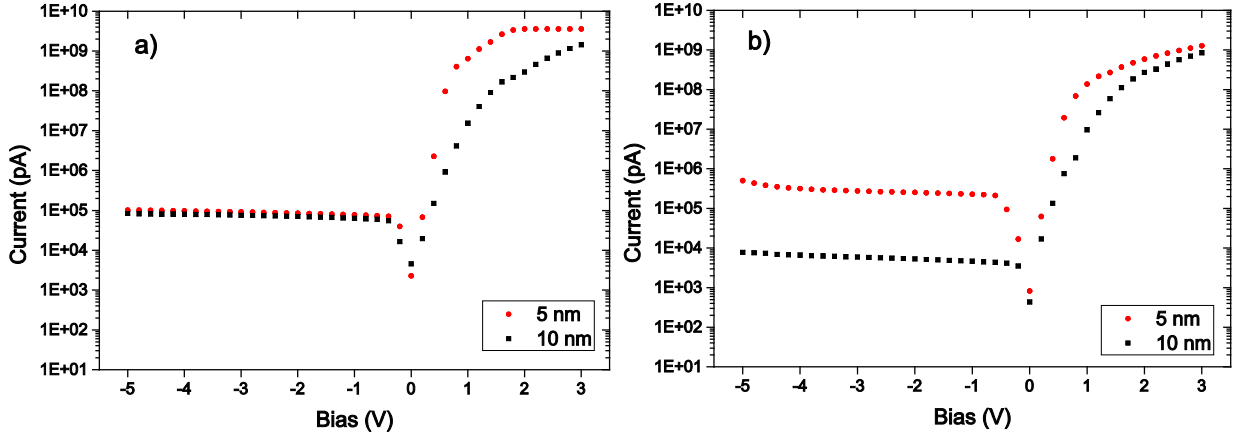 a)
Current (pA)
1E+10
1E+09
1E+08
1E+07
1E+06
1E+05
1E+04
1E+03
1E+02
1E+01
-5 -4 -3 -2 -1 0 1 2 3
Bias (V)
5 nm
10 nm
b)
Current (pA)
1E+10
1E+09
1E+08
1E+07
1E+06
1E+05
1E+04
1E+03
1E+02
1E+01
-5 -4 -3 -2 -1 0 1 2 3
Bias (V)
5 nm
10 nm